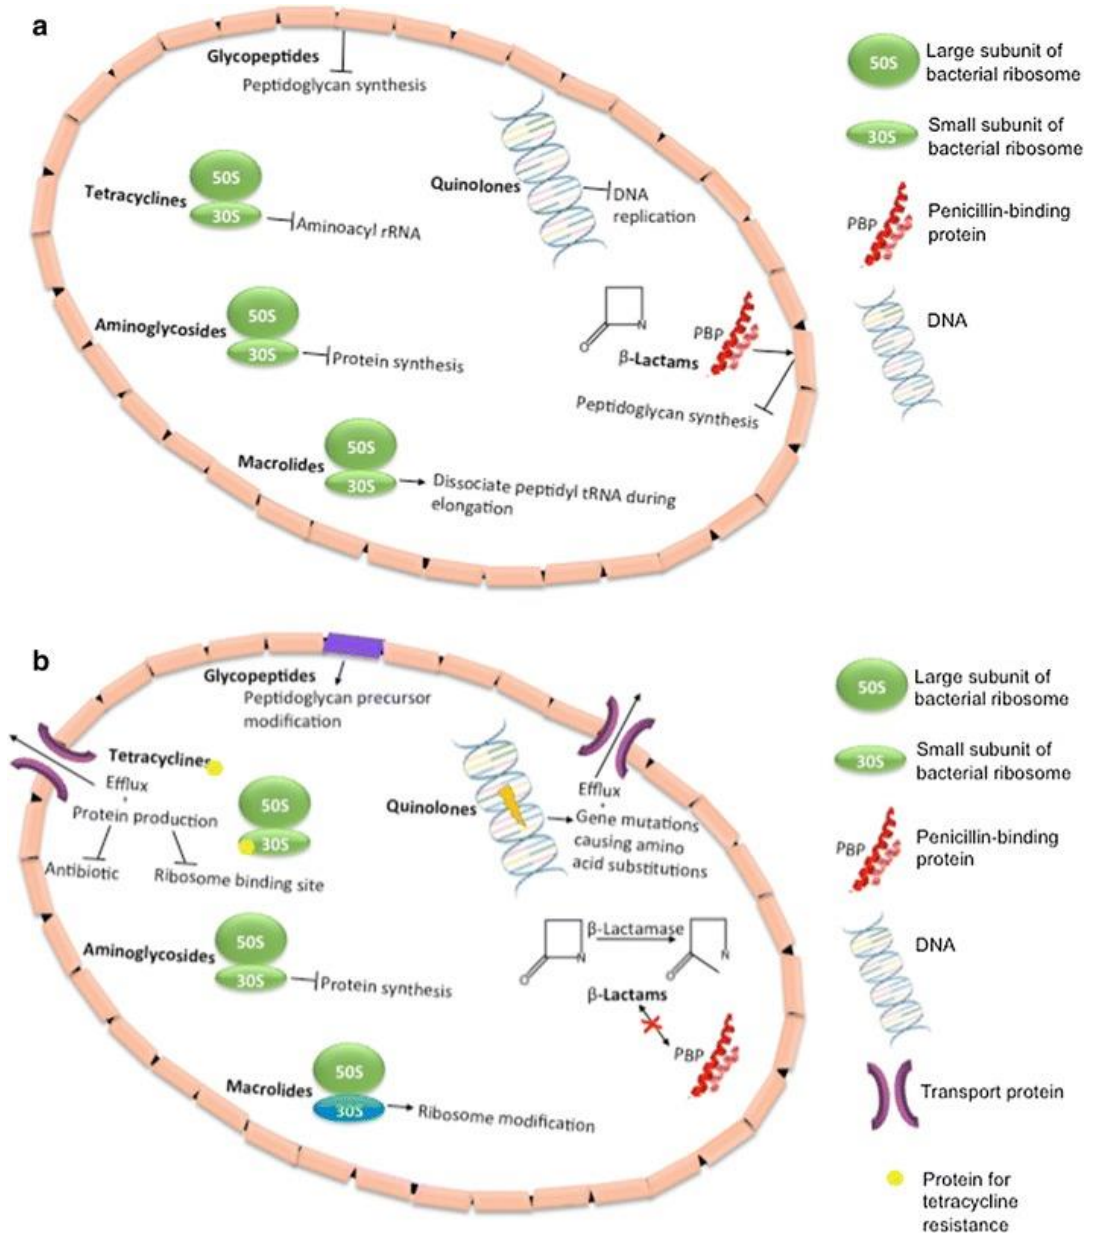 a
Glycopeptides
Peptidoglycan synthesis
50S
Tetracyclines
30S
Aminoacyl rRNA
Quinolones
DNA
replication
50S
Aminoglycosides
30S
Protein synthesis
N
O
PBP
β-Lactams
Peptidoglycan synthesis
50S
Macrolides
30S
Dissociate peptidyl tRNA during
elongation
50S
Large subunit of
bacterial ribosome
30S
Small subunit of
bacterial ribosome
PBP
Penicillin-binding
protein
DNA
b
Glycopeptides
Peptidoglycan precursor
modification
Tetracyclines
Efflux
+
Protein production
Antibiotic
Ribosome binding site
50S
30S
Quinolones
Efflux
+
Gene mutations
causing amino
acid substitutions
50S
Aminoglycosides
30S
Protein synthesis
N
O
β-Lactamase
N
O
β-Lactams
PBP
50S
Macrolides
30S
Ribosome modification
50S
Large subunit of
bacterial ribosome
30S
Small subunit of
bacterial ribosome
PBP
Penicillin-binding
protein
DNA
Transport protein
Protein for
tetracycline
resistance